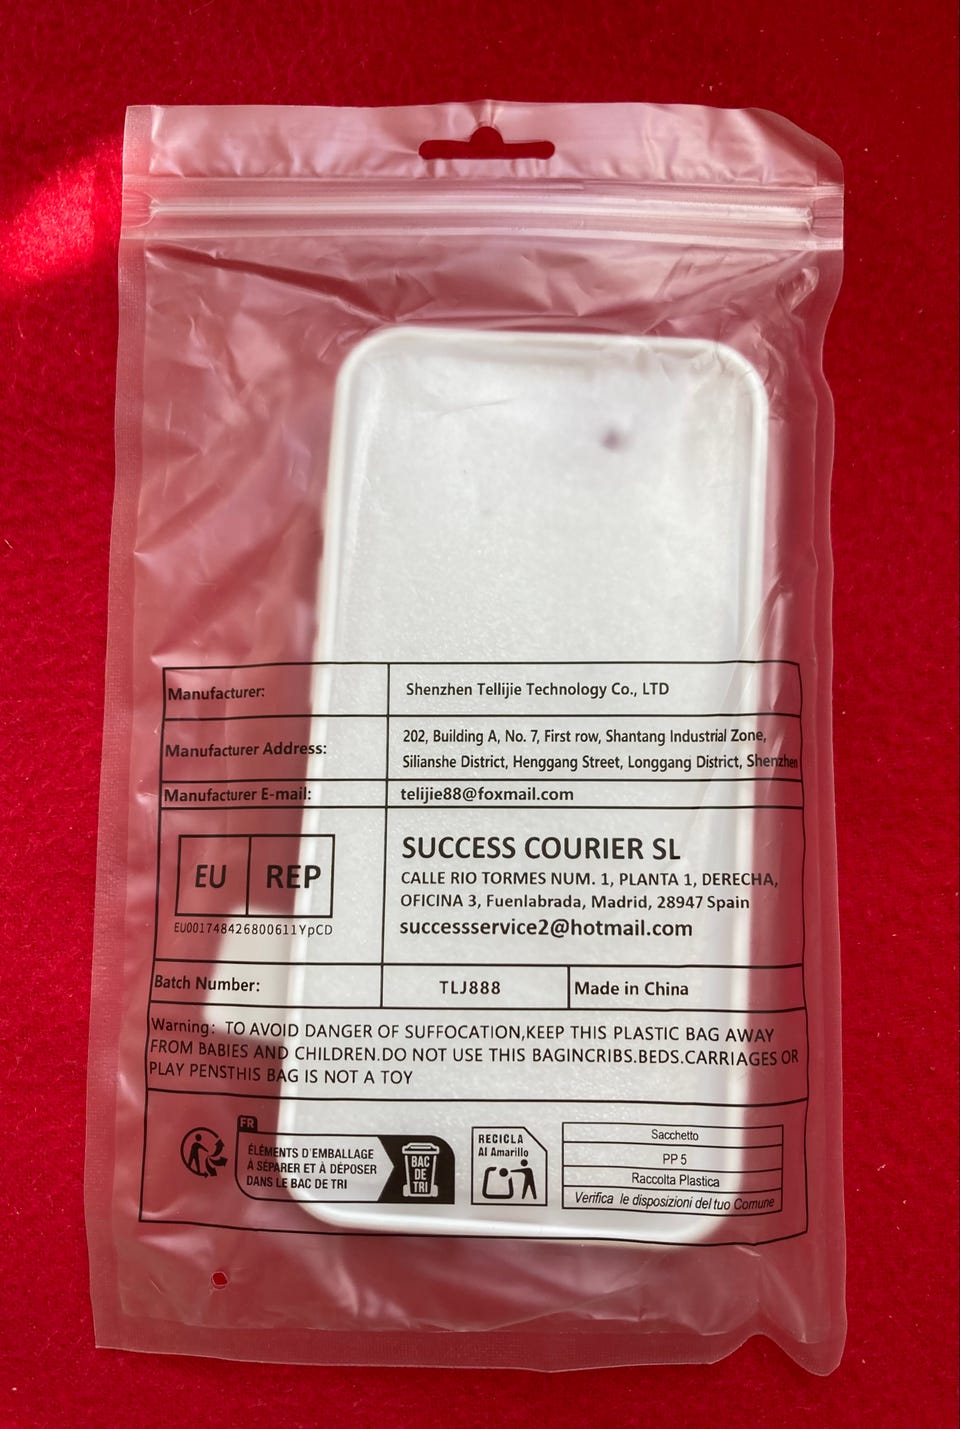 Manufacturer:
Shenzhen Tellijie Technology Co., LTD
Manufacturer Address:
202, Building A, No. 7, First row, Shantang Industrial Zone,
Silianshe District, Henggang Street, Longgang District, Shenzhen
Manufacturer E-mail:
telijie88@foxmail.com
EU REP
EU001748426800611YpCD
SUCCESS COURIER SL
CALLE RIO TORMES NUM. 1, PLANTA 1, DERECHA,
OFICINA 3, Fuenlabrada, Madrid, 28947 Spain
successservice2@hotmail.com
Batch Number:
TLJ888
Made in China
Warning: TO AVOID DANGER OF SUFFOCATION,KEEP THIS PLASTIC BAG AWAY
FROM BABIES AND CHILDREN.DO NOT USE THIS BAGINCRIBS.BEDS.CARRIAGES OR
PLAY PENSTHIS BAG IS NOT A TOY
FR
ÉLÉMENTS D'EMBALLAGE
À SÉPARER ET À DÉPOSER
DANS LE BAC DE TRI
BAC
DE
TRI
RECICLA
Al Amarillo
Sacchetto
PP 5
Raccolta Plastica
Verifica le disposizioni del tuo Comune